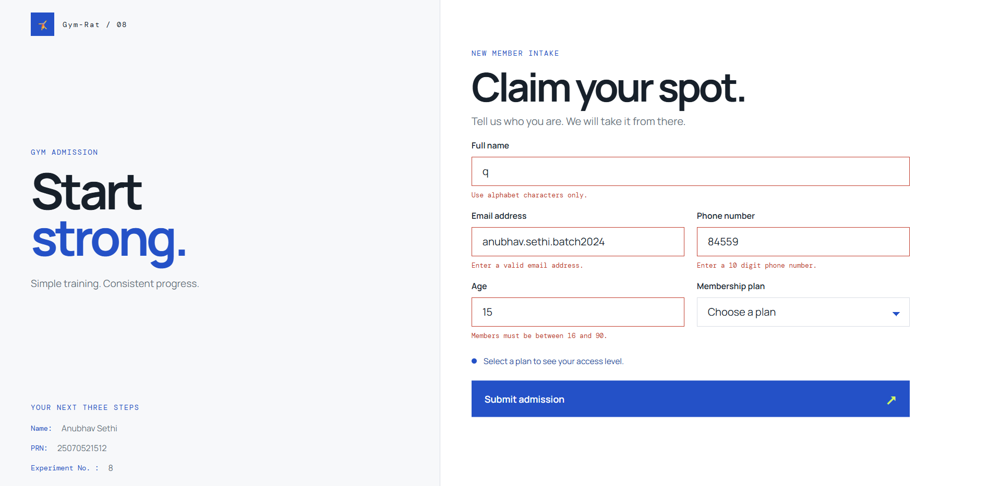 Gym-Rat / 08
GYM ADMISSION
Start
strong.
Simple training. Consistent progress.
YOUR NEXT THREE STEPS
Name: Anubhav Sethi
PRN: 25070521512
Experiment No. : 8
NEW MEMBER INTAKE
Claim your spot.
Tell us who you are. We will take it from there.
Full name
q
Use alphabet characters only.
Email address
anubhav.sethi.batch2024
Enter a valid email address.
Phone number
84559
Enter a 10 digit phone number.
Age
15
Members must be between 16 and 90.
Membership plan
Choose a plan
Select a plan to see your access level.
Submit admission